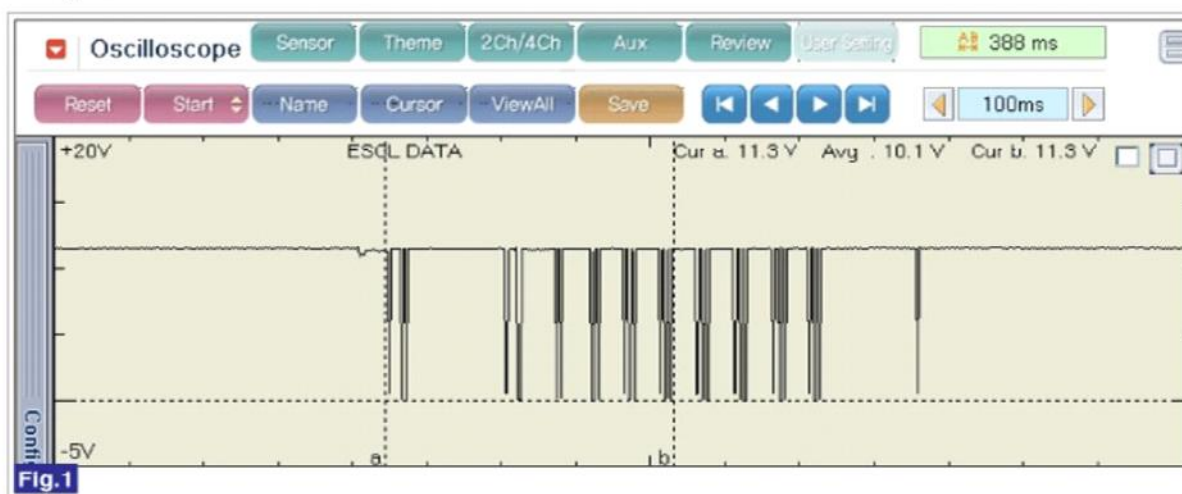 Oscilloscope Sensor Theme 2Ch/4Ch Aux Review User Setting 388 ms
Reset Start Name Cursor ViewAll Save 100ms
+20V ESCL DATA Cur a. 11.3 V Avg . 10.1 V Cur b. 11.3 V
-5V a b
Fig.1